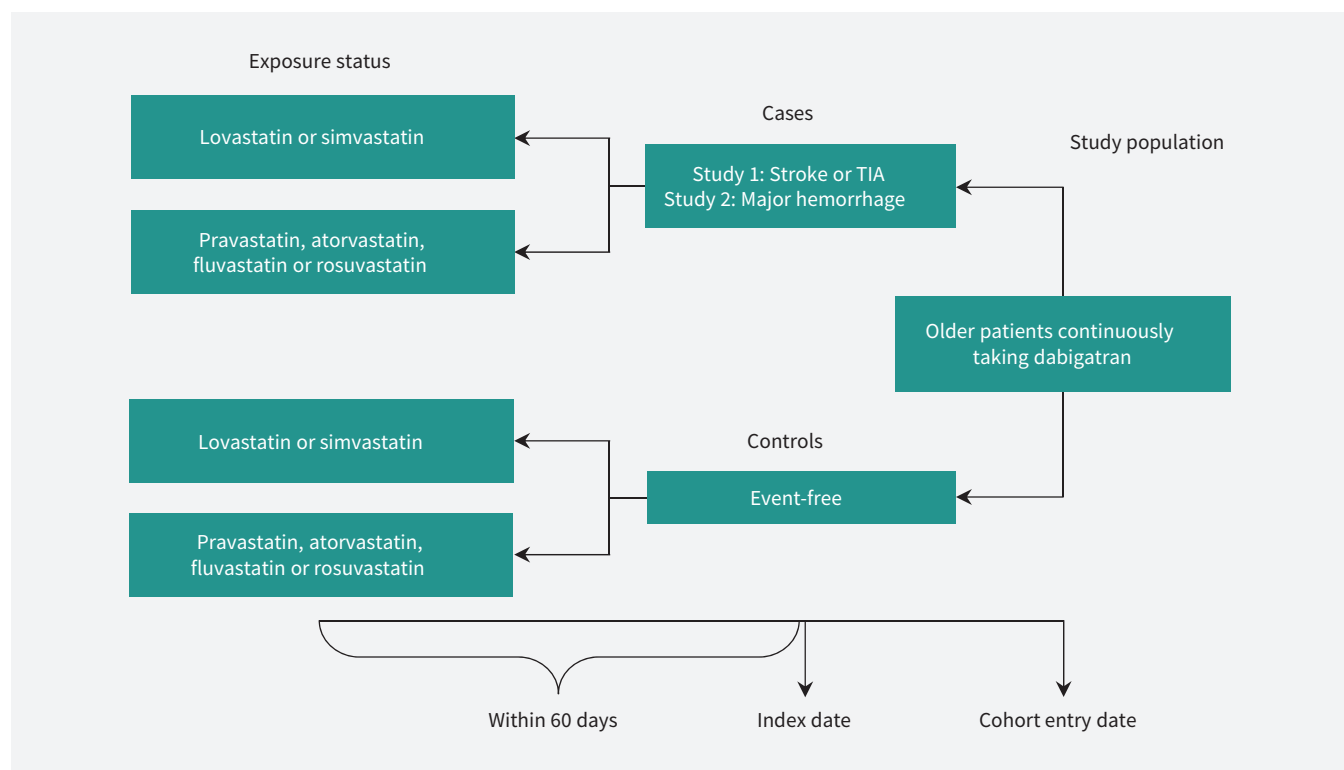 Exposure status
Lovastatin or simvastatin
Pravastatin, atorvastatin,
fluvastatin or rosuvastatin
Cases
Study 1: Stroke or TIA
Study 2: Major hemorrhage
Study population
Older patients continuously
taking dabigatran
Lovastatin or simvastatin
Pravastatin, atorvastatin,
fluvastatin or rosuvastatin
Controls
Event-free
Within 60 days
Index date
Cohort entry date